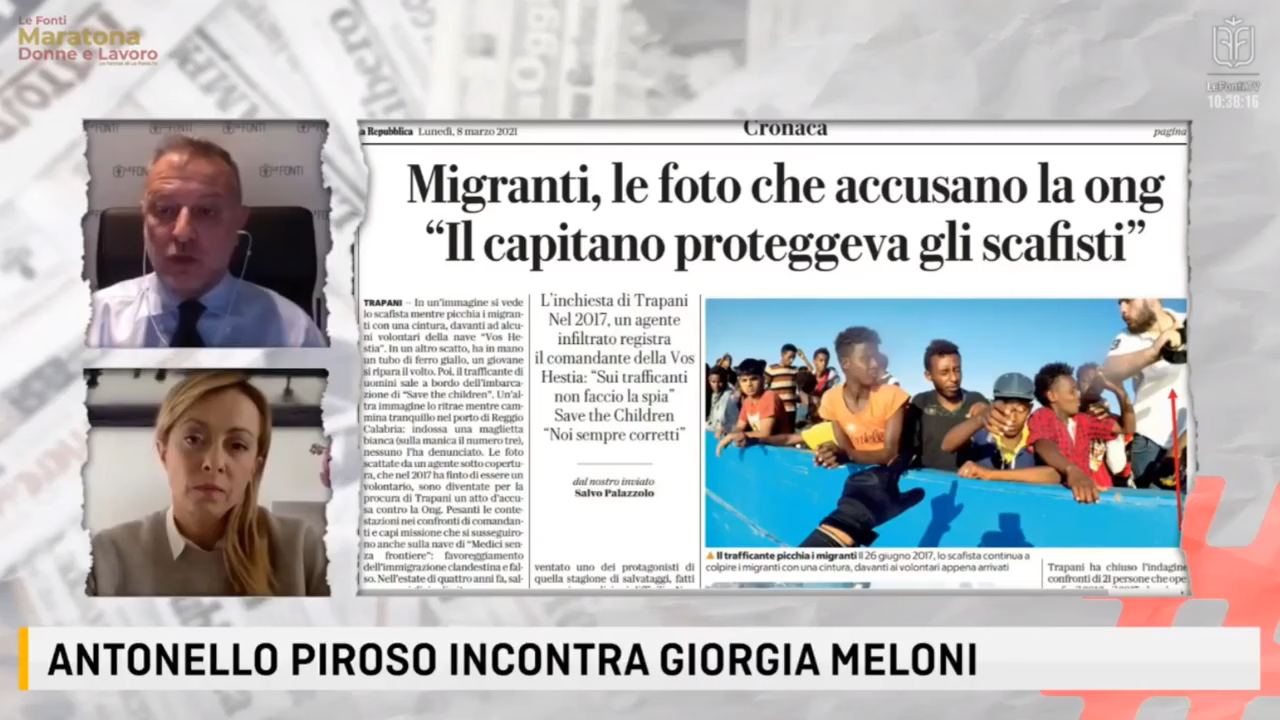 Le Fonti
Maratona
Donne e Lavoro
LeFonti.TV
10:38:16
FONTI
Libero
a Repubblica Lunedì, 8 marzo 2021
Cronaca
pagina
Migranti, le foto che accusano la ong
“Il capitano proteggeva gli scafisti”
TRAPANI – In un'immagine si vede
lo scafista mentre picchia i migran-
ti con una cintura, davanti ad alcu-
ni volontari della nave “Vos He-
stia”. In un altro scatto, ha in mano
un tubo di ferro giallo, un giovane
si ripara il volto. Poi, il trafficante di
uomini sale a bordo dell'imbarca-
zione di “Save the children”. Un'al-
tra immagine lo ritrae mentre cam-
mina tranquillo nel porto di Reggio
Calabria: indossa una maglietta
bianca (sulla manica il numero tre),
nessuno l'ha denunciato. Le foto
scattate da un agente sotto copertu-
ra, che nel 2017 ha finto di essere un
volontario, sono diventate per la
procura di Trapani un atto d'accu-
sa contro la Ong. Pesanti le conte-
stazioni nei confronti di comandan-
ti e capi missione che si susseguiro-
no anche sulla nave di “Medici sen-
za frontiere”: favoreggiamento
dell'immigrazione clandestina e fal-
so. Nell'estate di quattro anni fa, sal-
L'inchiesta di Trapani
Nel 2017, un agente
infiltrato registra
il comandante della Vos
Hestia: “Sui trafficanti
non faccio la spia”
Save the Children
“Noi sempre corretti”
dal nostro inviato
Salvo Palazzolo
ventato uno dei protagonisti di
quella stagione di salvataggi, fatti
Il trafficante picchia i migranti Il 26 giugno 2017, lo scafista continua a
colpire i migranti con una cintura, davanti ai volontari appena arrivati
Trapani ha chiuso l'indagine
confronti di 21 persone che ope
ANTONELLO PIROSO INCONTRA GIORGIA MELONI